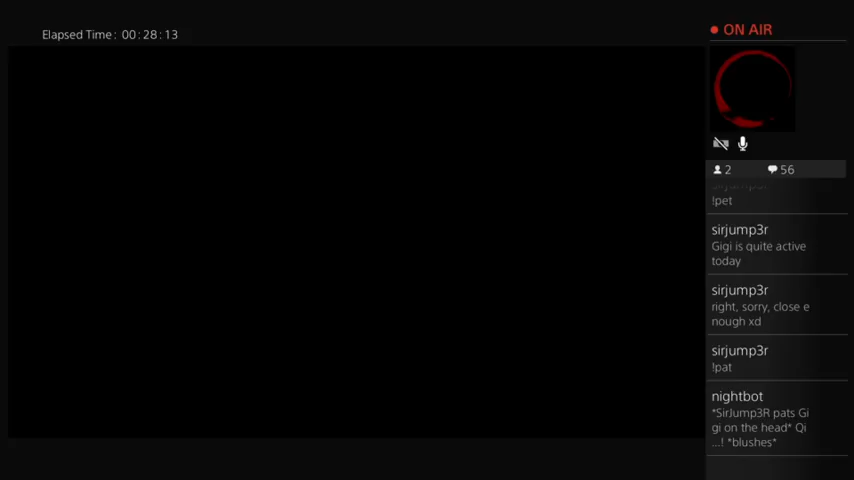 Elapsed Time: 00:28:13
ON AIR
2 56
!pet
sirjump3r
Gigi is quite active
today
sirjump3r
right, sorry, close e
nough xd
sirjump3r
!pat
nightbot
*SirJump3R pats Gi
gi on the head* Qi
...! *blushes*